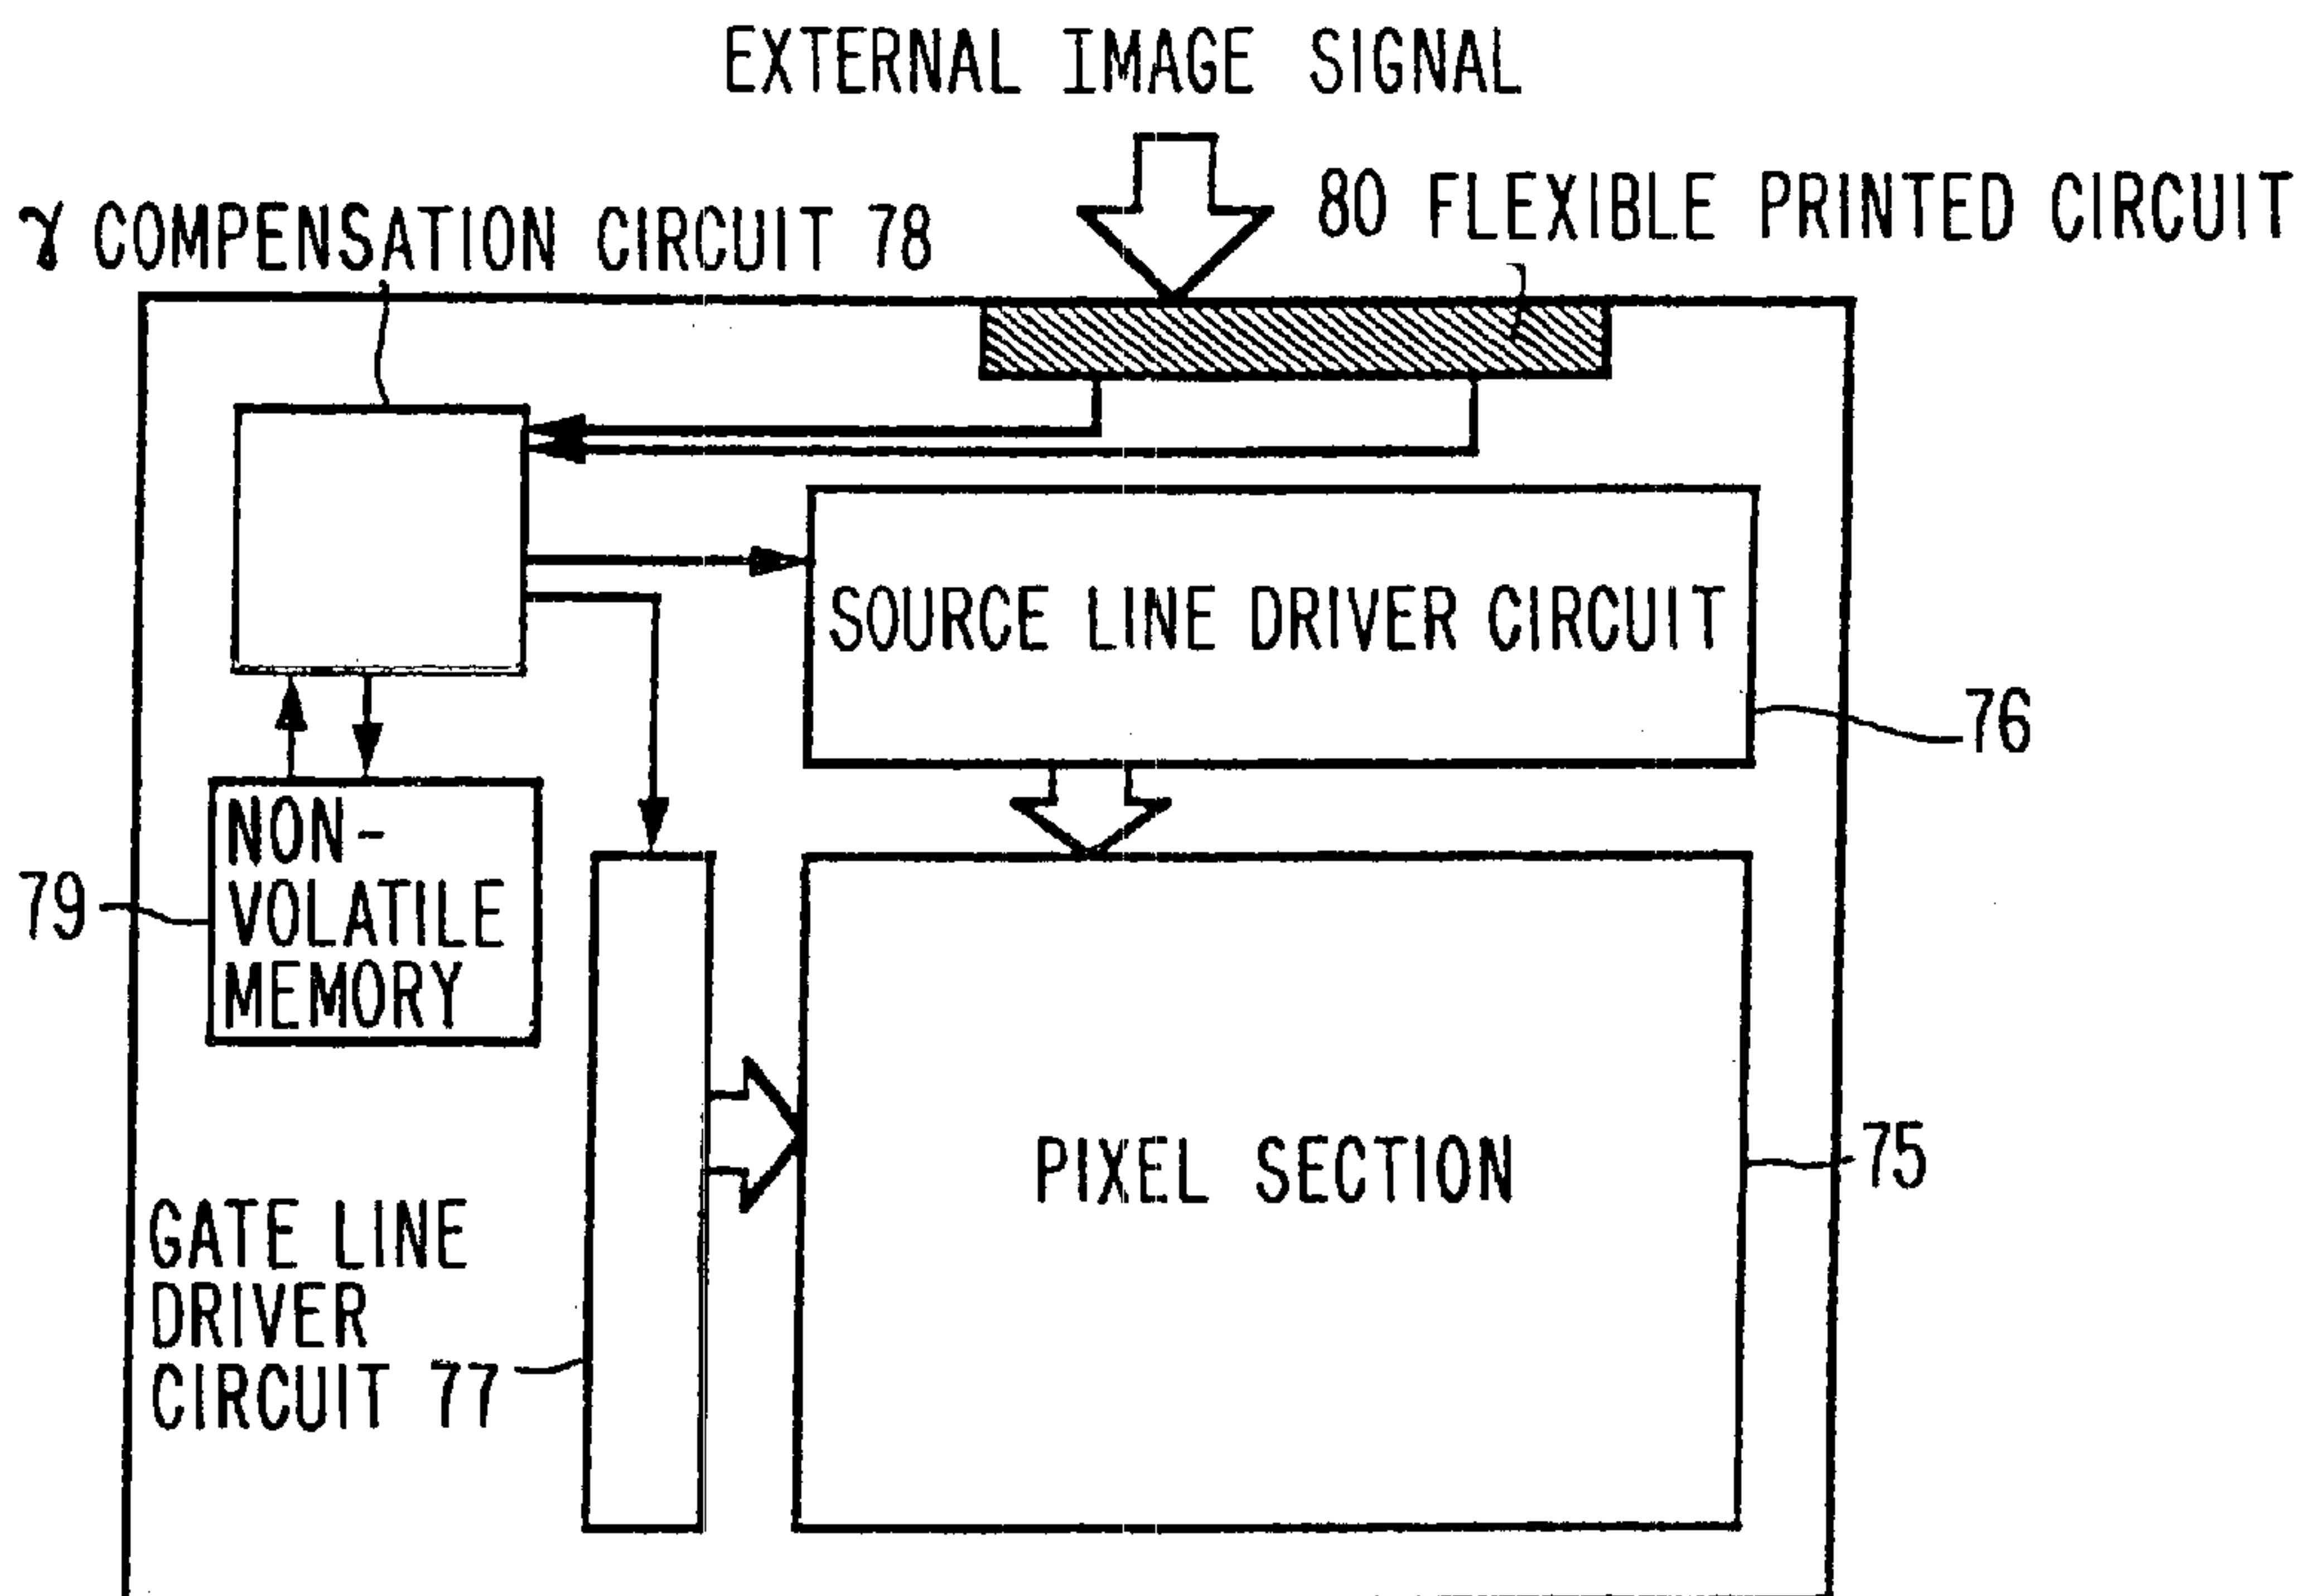 EXTERNAL IMAGE SIGNAL
80 FLEXIBLE PRINTED CIRCUIT
γ COMPENSATION CIRCUIT 78
SOURCE LINE DRIVER CIRCUIT
76
NON-
VOLATILE
MEMORY
79
PIXEL SECTION
75
GATE LINE
DRIVER
CIRCUIT 77